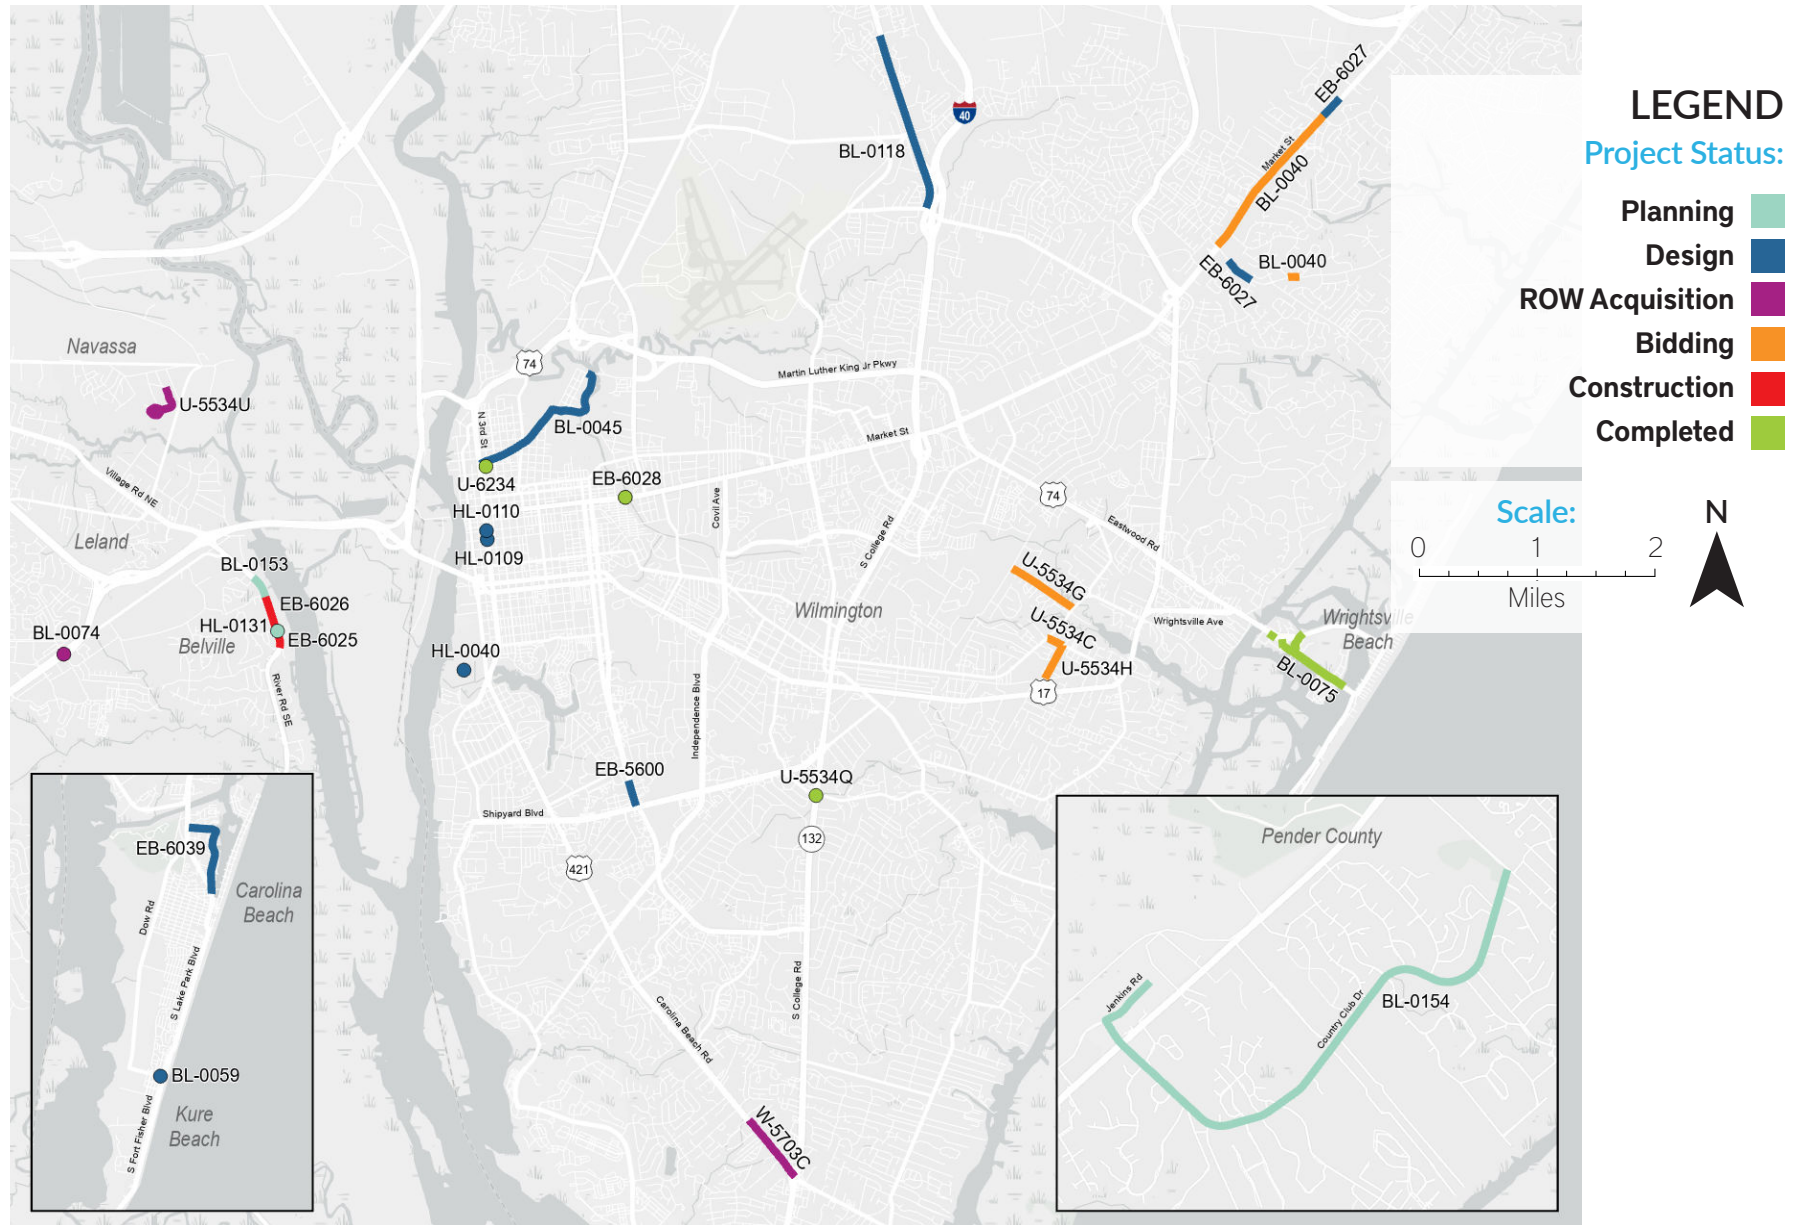 EB-6027
40
BL-0118
Market St
BL-0040
LEGEND
Project Status:
Planning
Design
ROW Acquisition
Bidding
Construction
Completed
EB-6027
BL-0040
Navassa
74
Martin Luther King Jr Pkwy
U-5534U
N 3rd St
BL-0045
Market St
Village Rd NE
U-6234
EB-6028
Covil Ave
74
HL-0110
S College Rd
Eastwood Rd
Scale:
N
0 1 2
Miles
Leland
HL-0109
BL-0153
U-5534G
EB-6026
Wilmington
HL-0131
U-5534C
Wrightsville Ave
Wrightsville
Beach
BL-0074
EB-6025
Belville
HL-0040
U-5534H
BL-0075
17
River Rd SE
Independence Blvd
EB-5600
U-5534Q
Shipyard Blvd
132
421
EB-6039
Carolina
Beach
Dow Rd
S Lake Park Blvd
BL-0059
Kure
Beach
S Fort Fisher Blvd
S College Rd
Carolina Beach Rd
W-5703C
Pender County
Jenkins Rd
Country Club Dr
BL-0154